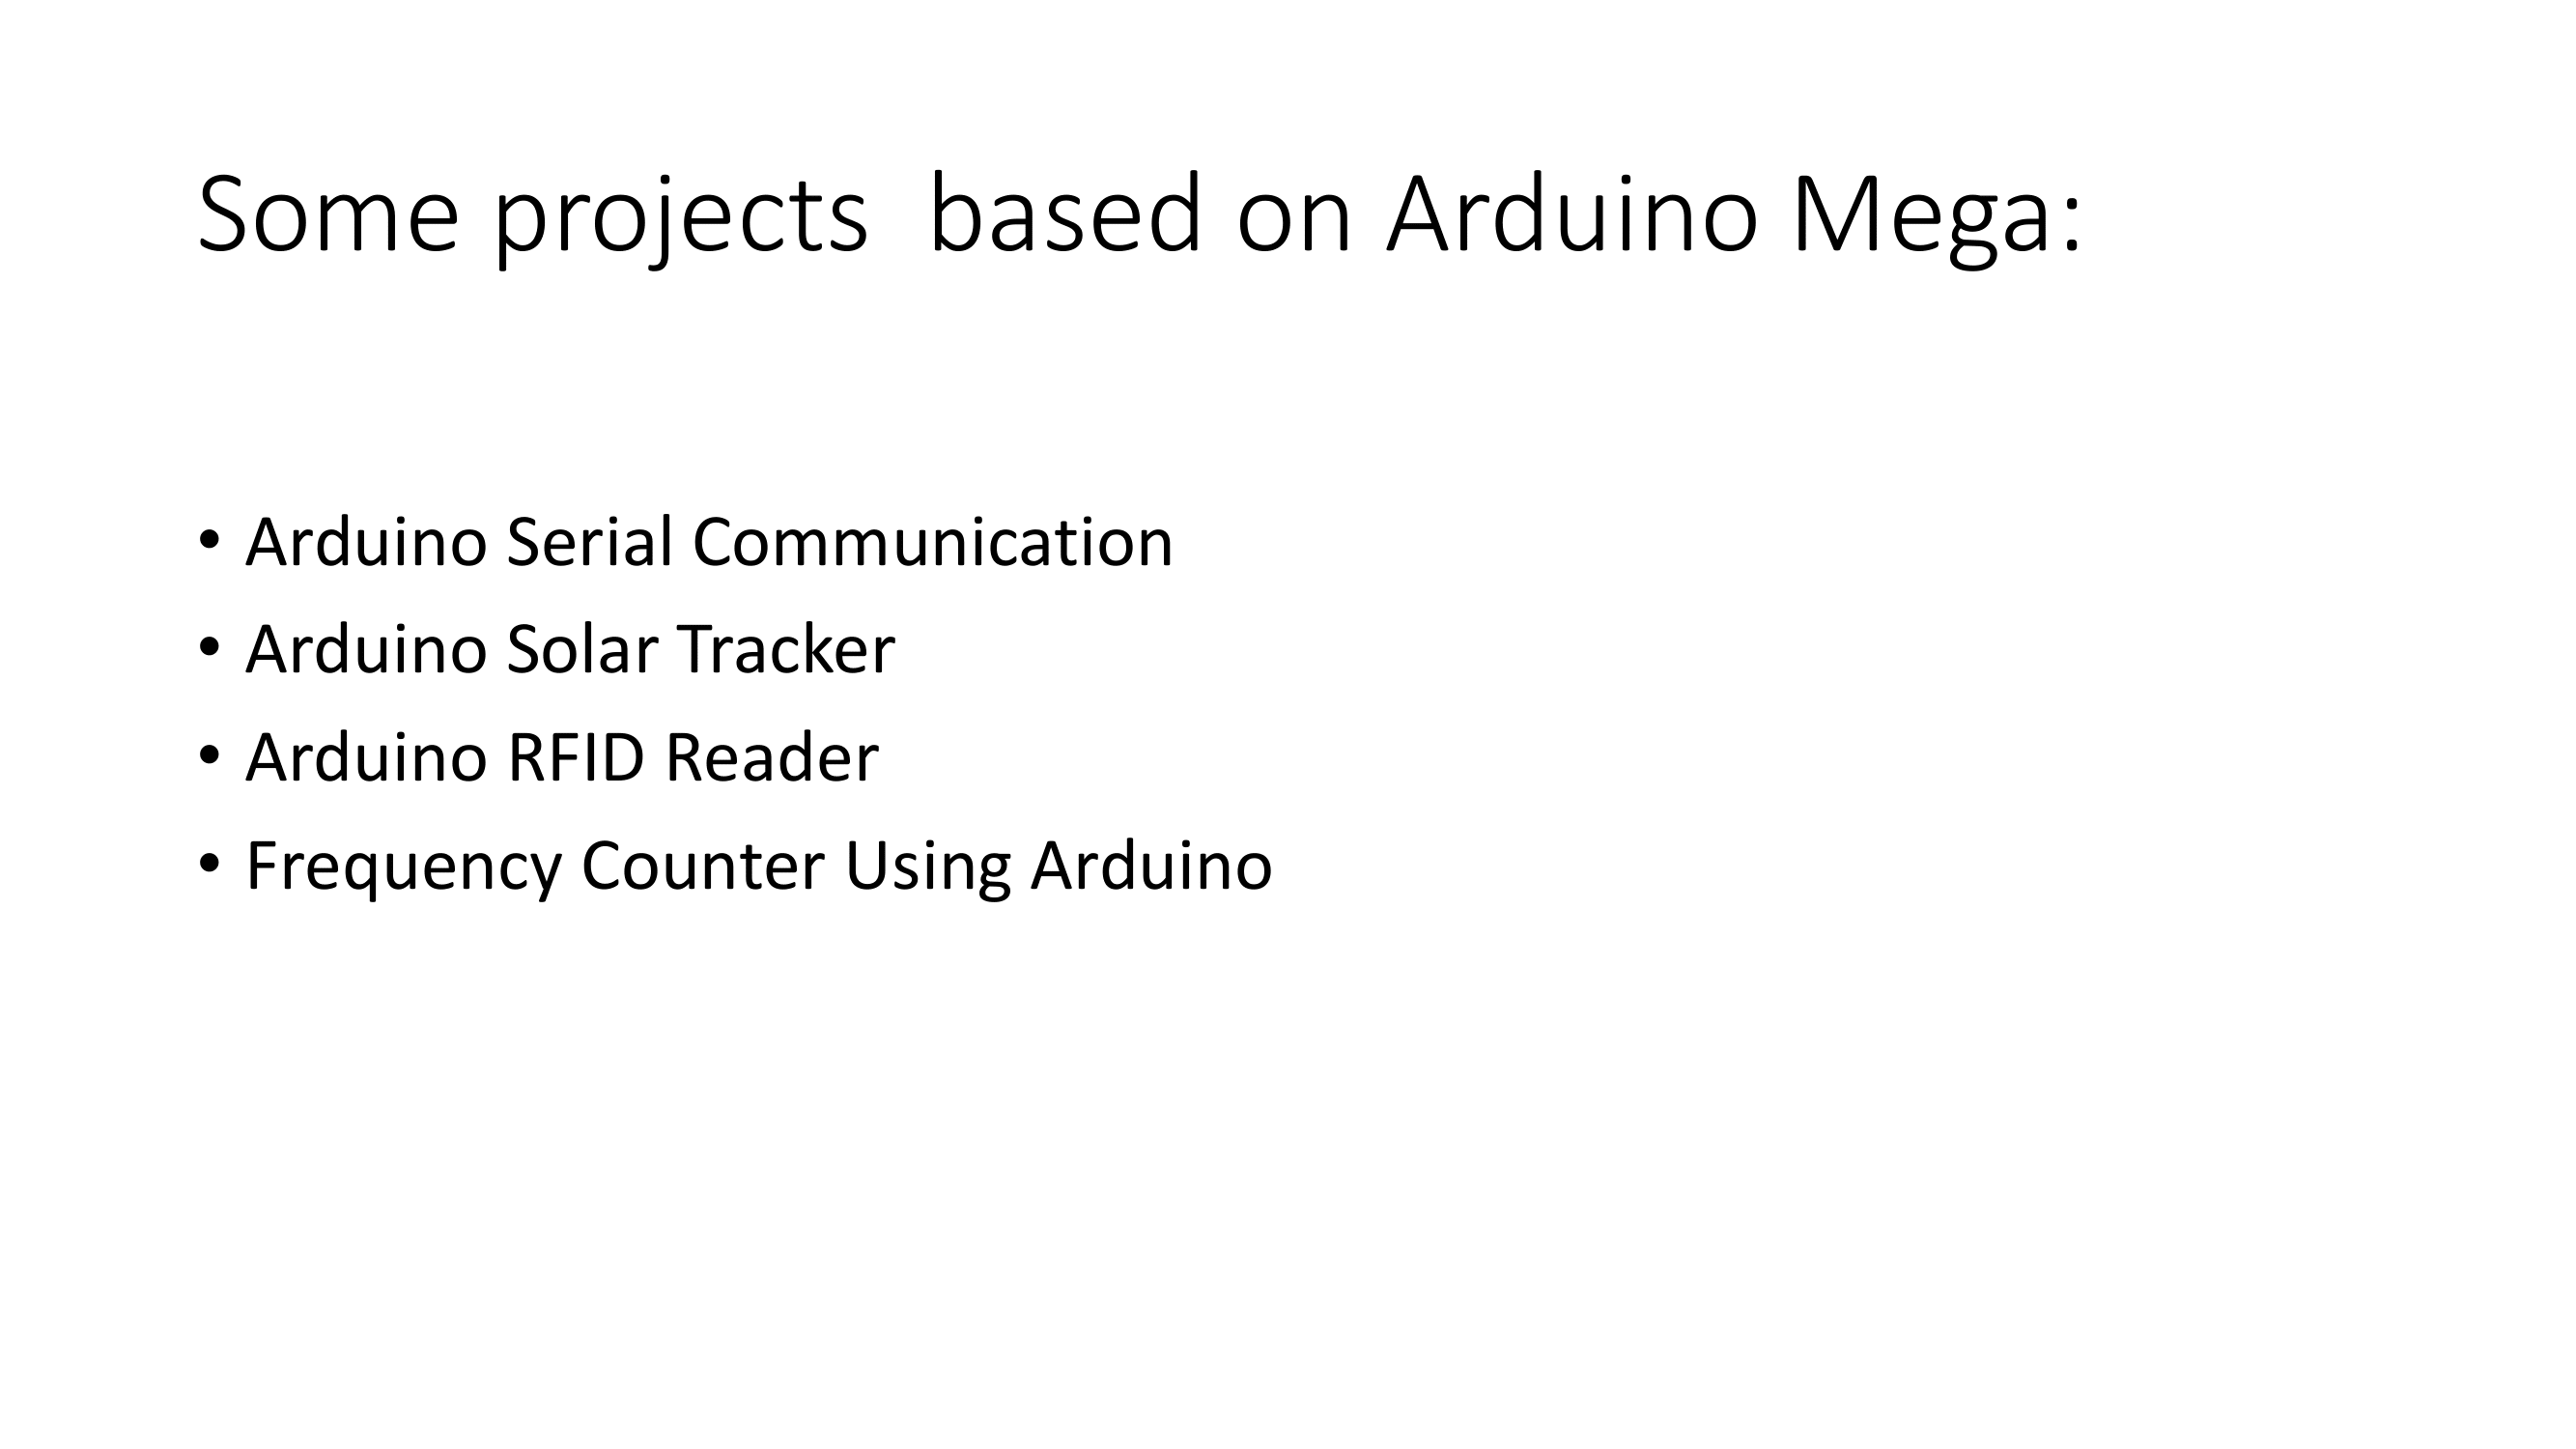 Some projects  based on Arduino Mega:
• Arduino Serial Communication
• Arduino Solar Tracker
• Arduino RFID Reader
• Frequency Counter Using Arduino